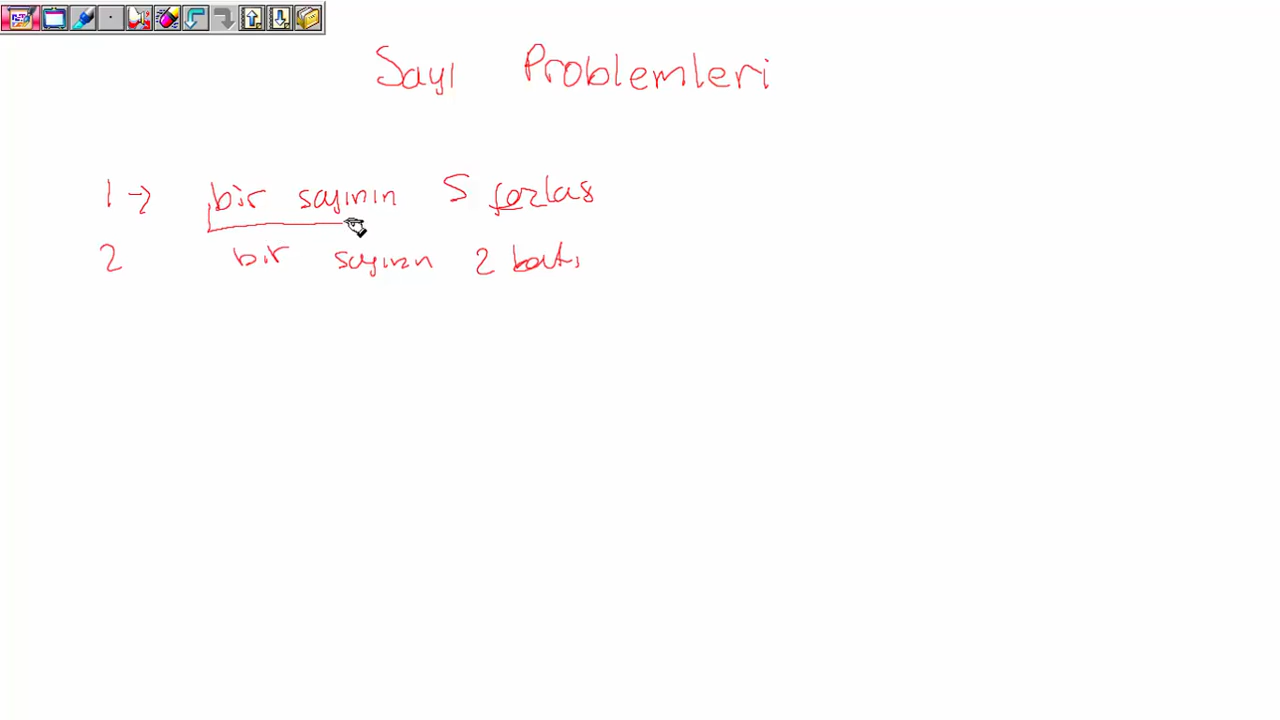 Sayı Problemleri
1 → bir sayının 5 fazlası
2 bir sayının 2 katı